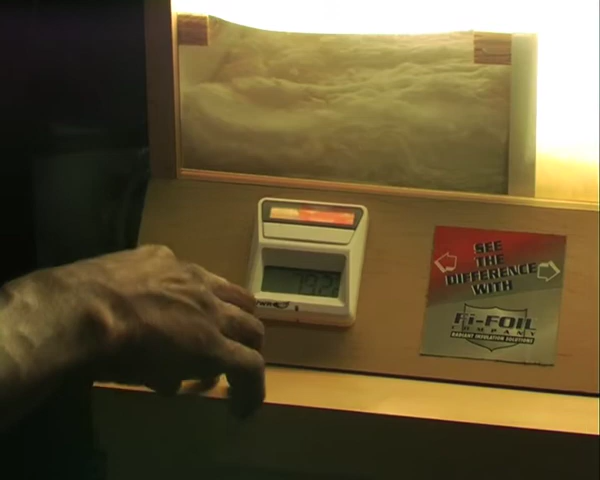 SEE
THE
DIFFERENCE
WITH
Fi-FOIL
COMPANY
RADIANT INSULATION SOLUTIONS